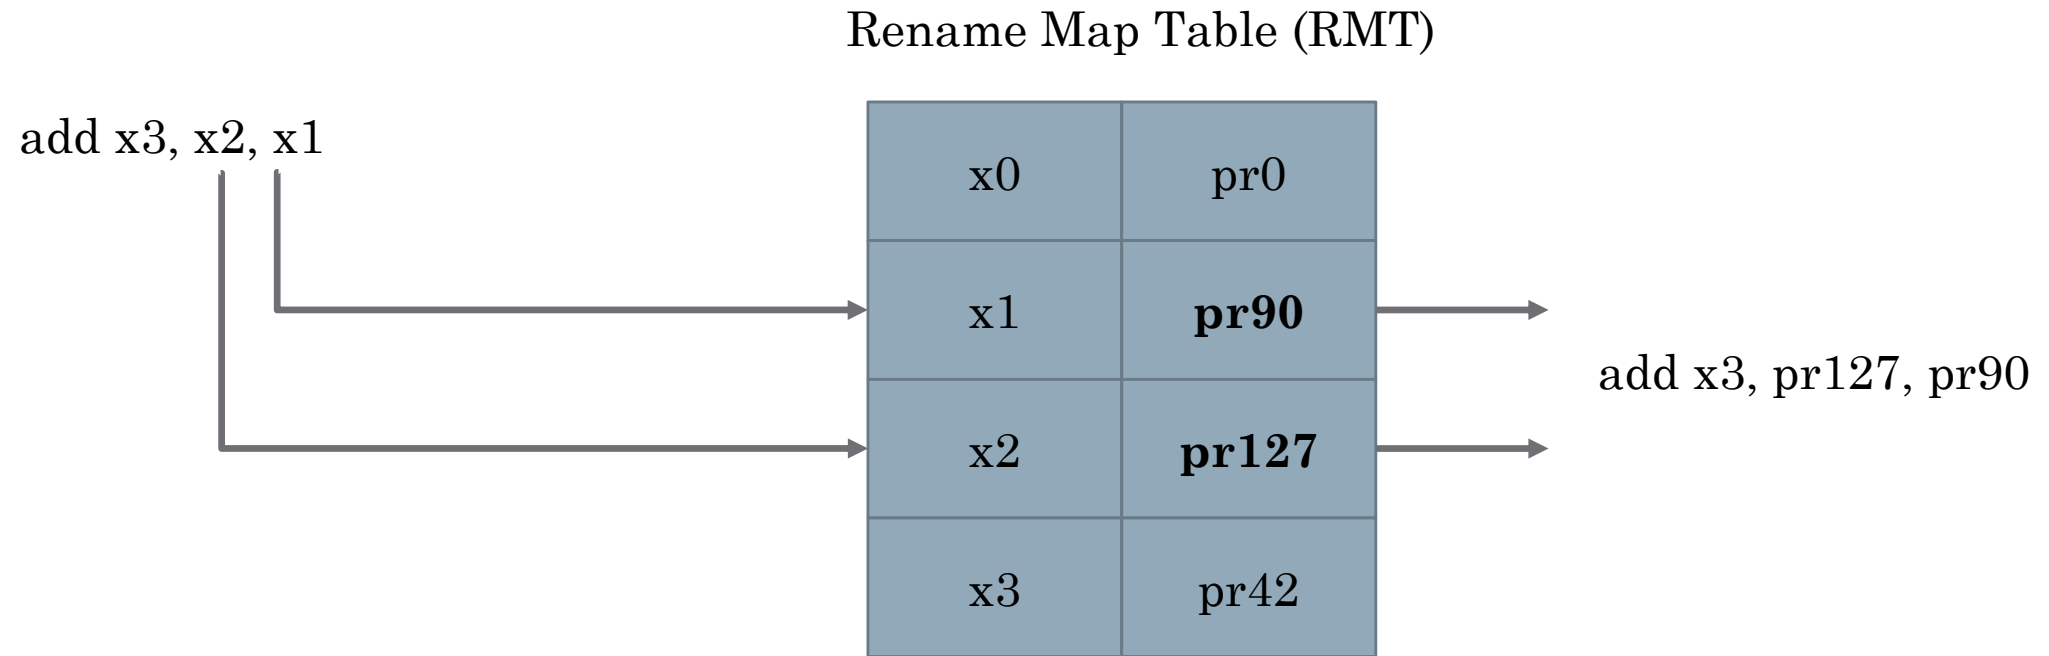 Rename Map Table (RMT)
add x3, x2, x1
x0 pr0
x1 pr90
x2 pr127
x3 pr42
add x3, pr127, pr90